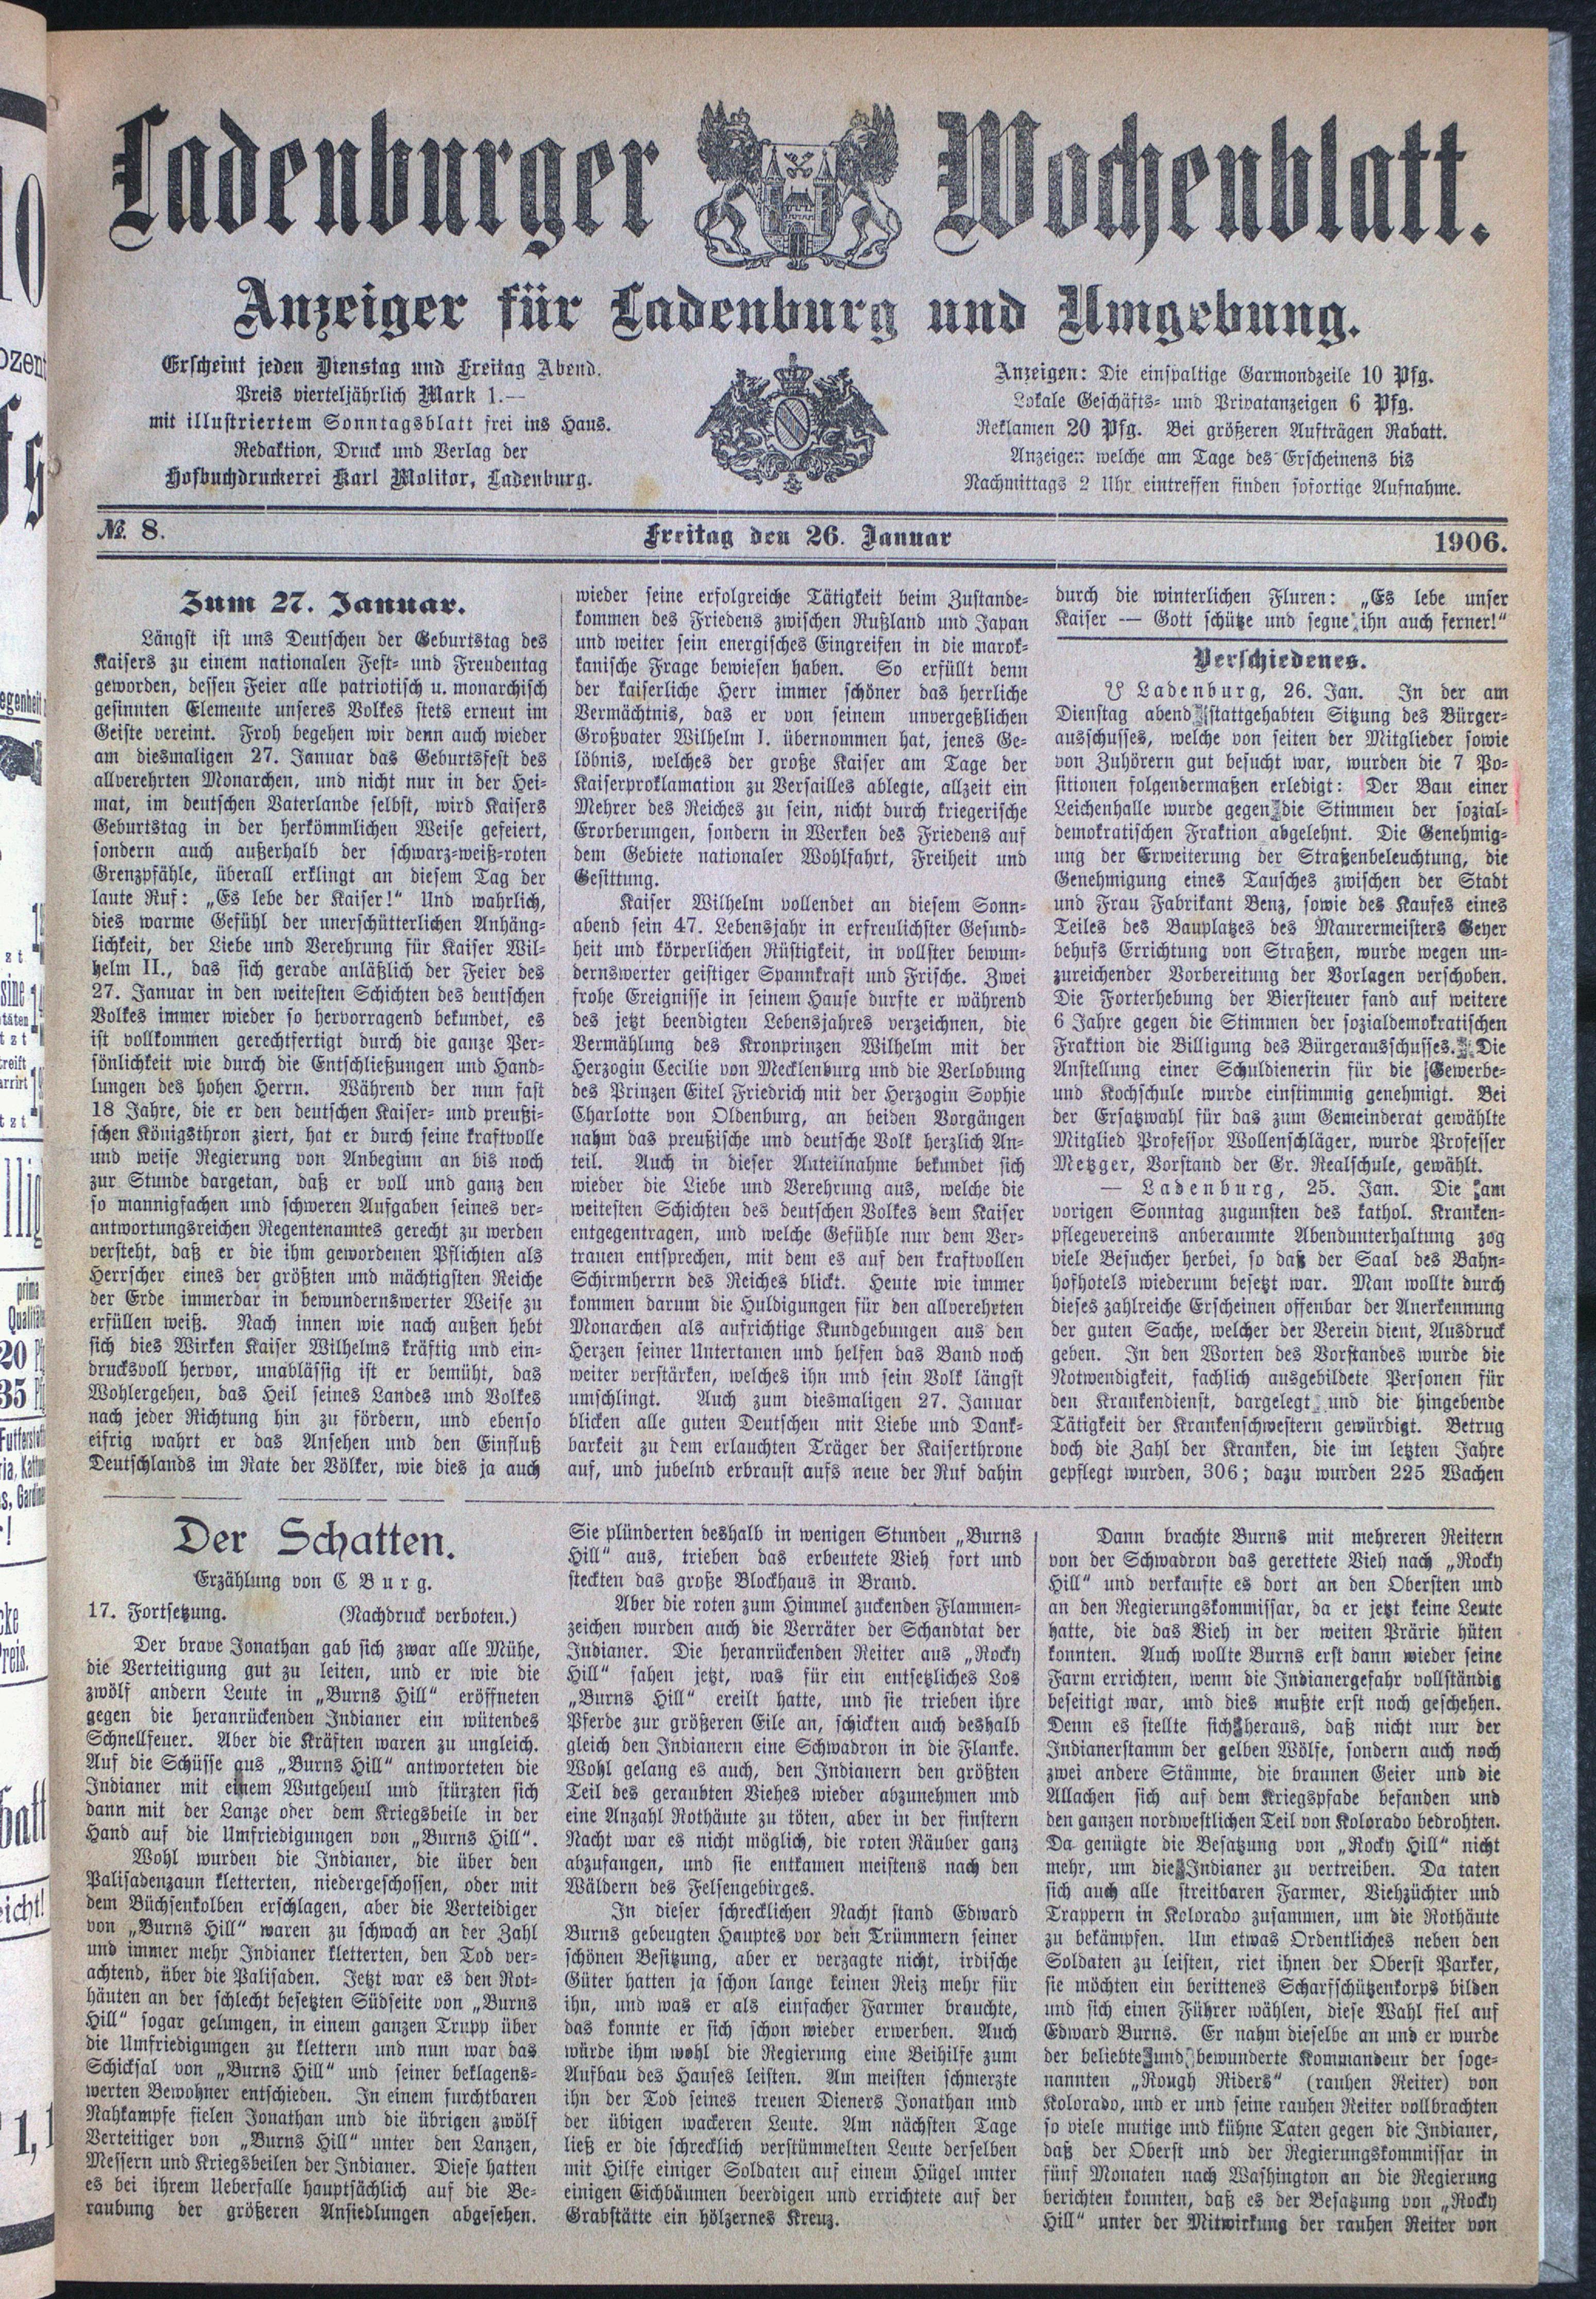 Ladenburger Wochenblatt.
Anzeiger für Ladenburg und Umgebung.
Erscheint jeden Dienstag und Freitag Abend.
Preis vierteljährlich Mark 1.—
mit illustriertem Sonntagsblatt frei ins Haus.
Redaktion, Druck und Verlag der
Hofbuchdruckerei Karl Molitor, Ladenburg.
Anzeigen: Die einspaltige Garmondzeile 10 Pfg.
Lokale Geschäfts- und Privatanzeigen 6 Pfg.
Reklamen 20 Pfg. Bei größeren Aufträgen Rabatt.
Anzeigen welche am Tage des Erscheinens bis
Nachmittags 2 Uhr eintreffen finden sofortige Aufnahme.
№ 8. Freitag den 26. Januar 1906.
Zum 27. Januar.
Längst ist uns Deutschen der Geburtstag des
Kaisers zu einem nationalen Fest- und Freudentag
geworden, dessen Feier alle patriotisch u. monarchisch
gesinnten Elemente unseres Volkes stets erneut im
Geiste vereint. Froh begehen wir denn auch wieder
am diesmaligen 27. Januar das Geburtsfest des
allverehrten Monarchen, und nicht nur in der Hei-
mat, im deutschen Vaterlande selbst, wird Kaisers
Geburtstag in der herkömmlichen Weise gefeiert,
sondern auch außerhalb der schwarz-weiß-roten
Grenzpfähle, überall erklingt an diesem Tag der
laute Ruf: „Es lebe der Kaiser!“ Und wahrlich,
dies warme Gefühl der unerschütterlichen Anhäng-
lichkeit, der Liebe und Verehrung für Kaiser Wil-
helm II., das sich gerade anläßlich der Feier des
27. Januar in den weitesten Schichten des deutschen
Volkes immer wieder so hervorragend bekundet, es
ist vollkommen gerechtfertigt durch die ganze Per-
sönlichkeit wie durch die Entschließungen und Hand-
lungen des hohen Herrn. Während der nun fast
18 Jahre, die er den deutschen Kaiser- und preußi-
schen Königsthron ziert, hat er durch seine kraftvolle
und weise Regierung von Anbeginn an bis noch
zur Stunde dargetan, daß er voll und ganz den
so mannigfachen und schweren Aufgaben seines ver-
antwortungsreichen Regentenamtes gerecht zu werden
versteht, daß er die ihm gewordenen Pflichten als
Herrscher eines der größten und mächtigsten Reiche
der Erde immerdar in bewundernswerter Weise zu
erfüllen weiß. Nach innen wie nach außen hebt
sich dies Wirken Kaiser Wilhelms kräftig und ein-
drucksvoll hervor, unablässig ist er bemüht, das
Wohlergehen, das Heil seines Landes und Volkes
nach jeder Richtung hin zu fördern, und ebenso
eifrig wahrt er das Ansehen und den Einfluß
Deutschlands im Rate der Völker, wie dies ja auch
wieder seine erfolgreiche Tätigkeit beim Zustande-
kommen des Friedens zwischen Rußland und Japan
und weiter sein energisches Eingreifen in die marok-
kanische Frage bewiesen haben. So erfüllt denn
der kaiserliche Herr immer schöner das herrliche
Vermächtnis, das er von seinem unvergeßlichen
Großvater Wilhelm I. übernommen hat, jenes Ge-
löbnis, welches der große Kaiser am Tage der
Kaiserproklamation zu Versailles ablegte, allzeit ein
Mehrer des Reiches zu sein, nicht durch kriegerische
Erorberungen, sondern in Werken des Friedens auf
dem Gebiete nationaler Wohlfahrt, Freiheit und
Gesittung.
Kaiser Wilhelm vollendet an diesem Sonn-
abend sein 47. Lebensjahr in erfreulichster Gesund-
heit und körperlichen Rüstigkeit, in vollster bewun-
dernswerter geistiger Spannkraft und Frische. Zwei
frohe Ereignisse in seinem Hause durfte er während
des jetzt beendigten Lebensjahres verzeichnen, die
Vermählung des Kronprinzen Wilhelm mit der
Herzogin Cecilie von Mecklenburg und die Verlobung
des Prinzen Eitel Friedrich mit der Herzogin Sophie
Charlotte von Oldenburg, an beiden Vorgängen
nahm das preußische und deutsche Volk herzlich An-
teil. Auch in dieser Anteilnahme bekundet sich
wieder die Liebe und Verehrung aus, welche die
weitesten Schichten des deutschen Volkes dem Kaiser
entgegentragen, und welche Gefühle nur dem Ver-
trauen entsprechen, mit dem es auf den kraftvollen
Schirmherrn des Reiches blickt. Heute wie immer
kommen darum die Huldigungen für den allverehrten
Monarchen als aufrichtige Kundgebungen aus den
Herzen seiner Untertanen und helfen das Band noch
weiter verstärken, welches ihn und sein Volk längst
umschlingt. Auch zum diesmaligen 27. Januar
blicken alle guten Deutschen mit Liebe und Dank-
barkeit zu dem erlauchten Träger der Kaiserthrone
auf, und jubelnd erbraust aufs neue der Ruf dahin
durch die winterlichen Fluren: „Es lebe unser
Kaiser — Gott schütze und segne ihn auch ferner!“
Verschiedenes.
Ladenburg, 26. Jan. In der am
Dienstag abend stattgehabten Sitzung des Bürger-
ausschusses, welche von seiten der Mitglieder sowie
von Zuhörern gut besucht war, wurden die 7 Po-
sitionen folgendermaßen erledigt: Der Bau einer
Leichenhalle wurde gegen die Stimmen der sozial-
demokratischen Fraktion abgelehnt. Die Genehmig-
ung der Erweiterung der Straßenbeleuchtung, die
Genehmigung eines Tausches zwischen der Stadt
und Frau Fabrikant Benz, sowie des Kaufes eines
Teiles des Bauplatzes des Maurermeisters Geyer
behufs Errichtung von Straßen, wurde wegen un-
zureichender Vorbereitung der Vorlagen verschoben.
Die Forterhebung der Biersteuer fand auf weitere
6 Jahre gegen die Stimmen der sozialdemokratischen
Fraktion die Billigung des Bürgerausschusses. Die
Anstellung einer Schuldienerin für die Gewerbe-
und Kochschule wurde einstimmig genehmigt. Bei
der Ersatzwahl für das zum Gemeinderat gewählte
Mitglied Professor Wollenschläger, wurde Professer
Metzger, Vorstand der Gr. Realschule, gewählt.
— Ladenburg, 25. Jan. Die am
vorigen Sonntag zugunsten des kathol. Kranken-
pflegevereins anberaumte Abendunterhaltung zog
viele Besucher herbei, so daß der Saal des Bahn-
hofhotels wiederum besetzt war. Man wollte durch
dieses zahlreiche Erscheinen offenbar der Anerkennung
der guten Sache, welcher der Verein dient, Ausdruck
geben. In den Worten des Vorstandes wurde die
Notwendigkeit, fachlich ausgebildete Personen für
den Krankendienst, dargelegt und die hingebende
Tätigkeit der Krankenschwestern gewürdigt. Betrug
doch die Zahl der Kranken, die im letzten Jahre
gepflegt wurden, 306; dazu wurden 225 Wachen
Der Schatten.
Erzählung von C Burg.
17. Fortsetzung. (Nachdruck verboten.)
Der brave Jonathan gab sich zwar alle Mühe,
die Verteitigung gut zu leiten, und er wie die
zwölf andern Leute in „Burns Hill“ eröffneten
gegen die heranrückenden Indianer ein wütendes
Schnellfeuer. Aber die Kräften waren zu ungleich.
Auf die Schüsse aus „Burns Hill“ antworteten die
Indianer mit einem Wutgeheul und stürzten sich
dann mit der Lanze oder dem Kriegsbeile in der
Hand auf die Umfriedigungen von „Burns Hill“.
Wohl wurden die Indianer, die über den
Palisadenzaun kletterten, niedergeschossen, oder mit
dem Büchsenkolben erschlagen, aber die Verteidiger
von „Burns Hill“ waren zu schwach an der Zahl
und immer mehr Indianer kletterten, den Tod ver-
achtend, über die Palisaden. Jetzt war es den Rot-
häuten an der schlecht besetzten Südseite von „Burns
Hill“ sogar gelungen, in einem ganzen Trupp über
die Umfriedigungen zu klettern und nun war das
Schicksal von „Burns Hill“ und seiner beklagens-
werten Bewohner entschieden. In einem furchtbaren
Nahkampfe fielen Jonathan und die übrigen zwölf
Verteitiger von „Burns Hill“ unter den Lanzen,
Messern und Kriegsbeilen der Indianer. Diese hatten
es bei ihrem Ueberfalle hauptsächlich auf die Be-
raubung der größeren Ansiedlungen abgesehen.
Sie plünderten deshalb in wenigen Stunden „Burns
Hill“ aus, trieben das erbeutete Vieh fort und
steckten das große Blockhaus in Brand.
Aber die roten zum Himmel zuckenden Flammen-
zeichen wurden auch die Verräter der Schandtat der
Indianer. Die heranrückenden Reiter aus „Rocky
Hill“ sahen jetzt, was für ein entsetzliches Los
„Burns Hill“ ereilt hatte, und sie trieben ihre
Pferde zur größeren Eile an, schickten auch deshalb
gleich den Indianern eine Schwadron in die Flanke.
Wohl gelang es auch, den Indianern den größten
Teil des geraubten Viehes wieder abzunehmen und
eine Anzahl Rothäute zu töten, aber in der finstern
Nacht war es nicht möglich, die roten Räuber ganz
abzufangen, und sie entkamen meistens nach den
Wäldern des Felsengebirges.
In dieser schrecklichen Nacht stand Edward
Burns gebeugten Hauptes vor den Trümmern seiner
schönen Besitzung, aber er verzagte nicht, irdische
Güter hatten ja schon lange keinen Reiz mehr für
ihn, und was er als einfacher Farmer brauchte,
das konnte er sich schon wieder erwerben. Auch
würde ihm wohl die Regierung eine Beihilfe zum
Aufbau des Hauses leisten. Am meisten schmerzte
ihn der Tod seines treuen Dieners Jonathan und
der übigen wackeren Leute. Am nächsten Tage
ließ er die schrecklich verstümmelten Leute derselben
mit Hilfe einiger Soldaten auf einem Hügel unter
einigen Eichbäumen beerdigen und errichtete auf der
Grabstätte ein hölzernes Kreuz.
Dann brachte Burns mit mehreren Reitern
von der Schwadron das gerettete Vieh nach „Rocky
Hill“ und verkaufte es dort an den Obersten und
an den Regierungskommissar, da er jetzt keine Leute
hatte, die das Vieh in der weiten Prärie hüten
konnten. Auch wollte Burns erst dann wieder seine
Farm errichten, wenn die Indianergefahr vollständig
beseitigt war, und dies mußte erst noch geschehen.
Denn es stellte sich heraus, daß nicht nur der
Indianerstamm der gelben Wölfe, sondern auch noch
zwei andere Stämme, die braunen Geier und die
Allachen sich auf dem Kriegspfade befanden und
den ganzen nordwestlichen Teil von Kolorado bedrohten.
Da genügte die Besatzung von „Rocky Hill“ nicht
mehr, um die Indianer zu vertreiben. Da taten
sich auch alle streitbaren Farmer, Viehzüchter und
Trappern in Kolorado zusammen, um die Rothäute
zu bekämpfen. Um etwas Ordentliches neben den
Soldaten zu leisten, riet ihnen der Oberst Parker,
sie möchten ein berittenes Scharfschützenkorps bilden
und sich einen Führer wählen, diese Wahl fiel auf
Edward Burns. Er nahm dieselbe an und er wurde
der beliebte und bewunderte Kommandeur der soge-
nannten „Rough Riders“ (rauhen Reiter) von
Kolorado, und er und seine rauhen Reiter vollbrachten
so viele mutige und kühne Taten gegen die Indianer,
daß der Oberst und der Regierungskommissar in
fünf Monaten nach Washington an die Regierung
berichten konnten, daß es der Besatzung von „Rocky
Hill“ unter der Mitwirkung der rauhen Reiter von